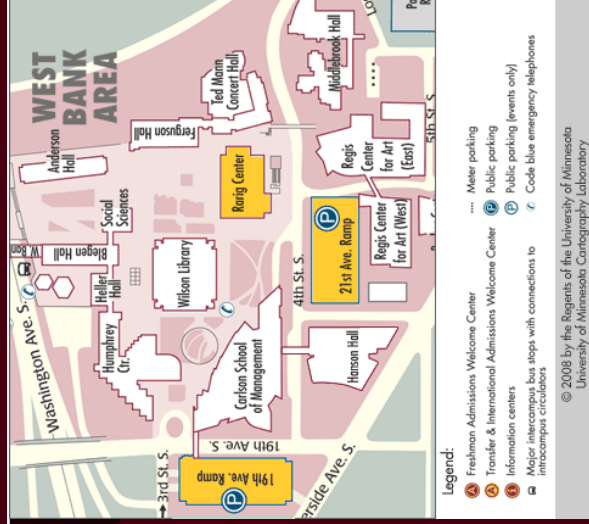 WEST
BANK
AREA
Anderson
Hall
Ferguson Hall
Ted Mann
Concert Hall
Middlebrook Hall
Washington Ave. S.
Blegen Hall
Social
Sciences
Heller
Hall
Humphrey
Ctr.
Wilson Library
Rarig Center
Regis
Center
for Art
(East)
5th St. S.
4th St. S.
P
21st Ave. Ramp
Regis Center
for Art (West)
Carlson School
of Management
Hanson Hall
19th Ave. S.
3rd St. S.
19th Ave. Ramp
P
erside Ave. S.
Legend:
A Freshman Admissions Welcome Center
A Transfer & International Admissions Welcome Center
i Information centers
Major intercampus bus stops with connections to
intracampus circulators
Meter parking
P Public parking
P Public parking (events only)
Code blue emergency telephones
© 2008 by the Regents of the University of Minnesota
University of Minnesota Cartography Laboratory